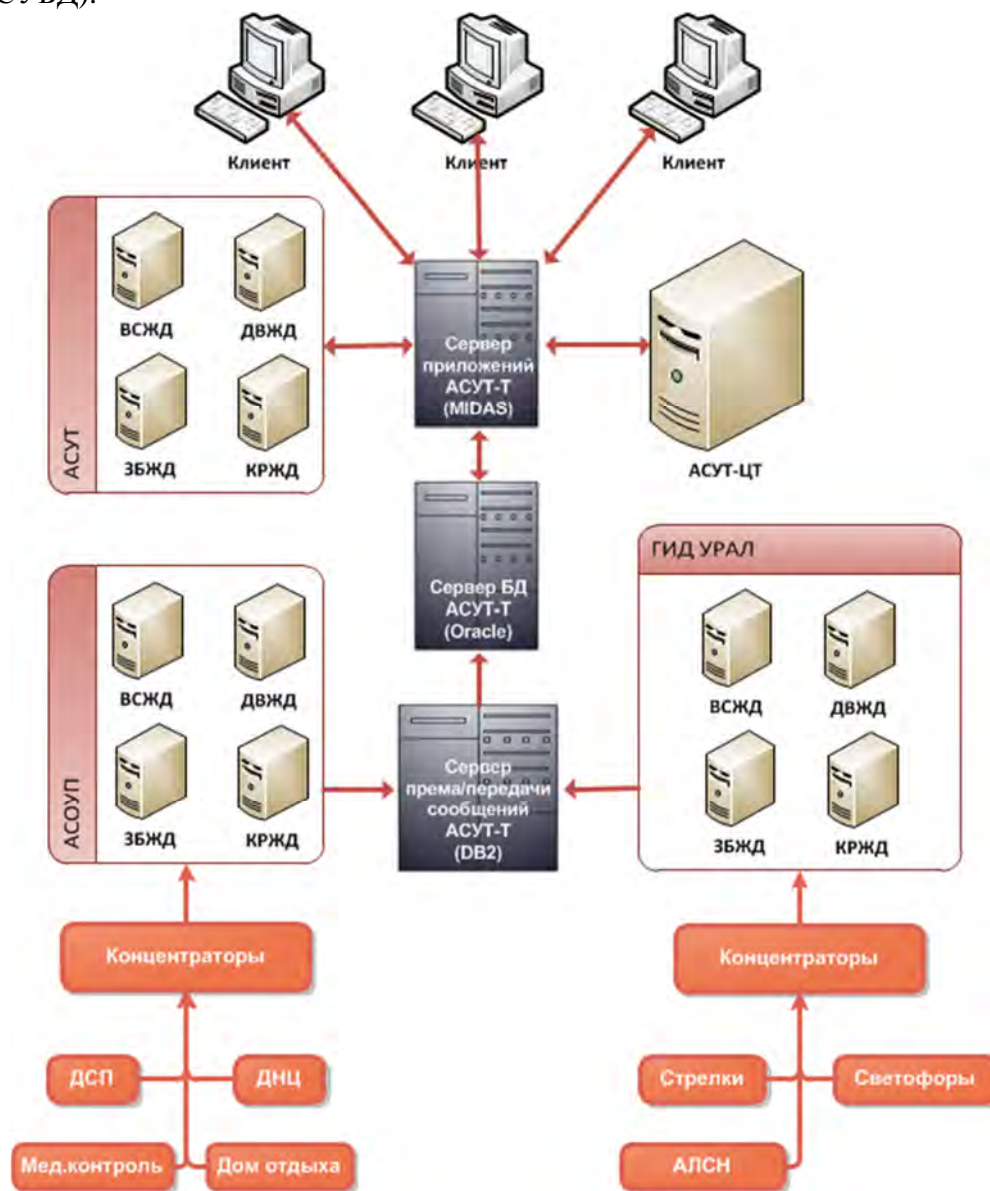 СУБД).
Клиент
Клиент
Клиент
АСУТ
ВСЖД
ДВЖД
ЗБЖД
КРЖД
Сервер
приложений
АСУТ-Т
(MIDAS)
АСУТ-ЦТ
Сервер БД
АСУТ-Т
(Oracle)
АСОУП
ВСЖД
ДВЖД
ЗБЖД
КРЖД
Сервер
према/передачи
сообщений
АСУТ-Т
(DB2)
ГИД УРАЛ
ВСЖД
ДВЖД
ЗБЖД
КРЖД
Концентраторы
ДСП
ДНЦ
Мед.контроль
Дом отдыха
Концентраторы
Стрелки
Светофоры
АЛСН